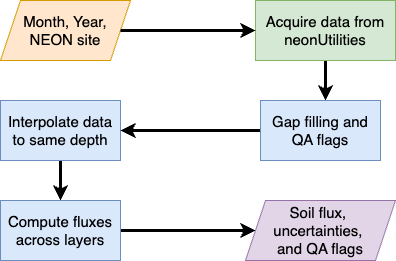 Month, Year,
NEON site
Acquire data from
neonUtilities
Gap filling and
QA flags
Interpolate data
to same depth
Compute fluxes
across layers
Soil flux,
uncertainties,
and QA flags